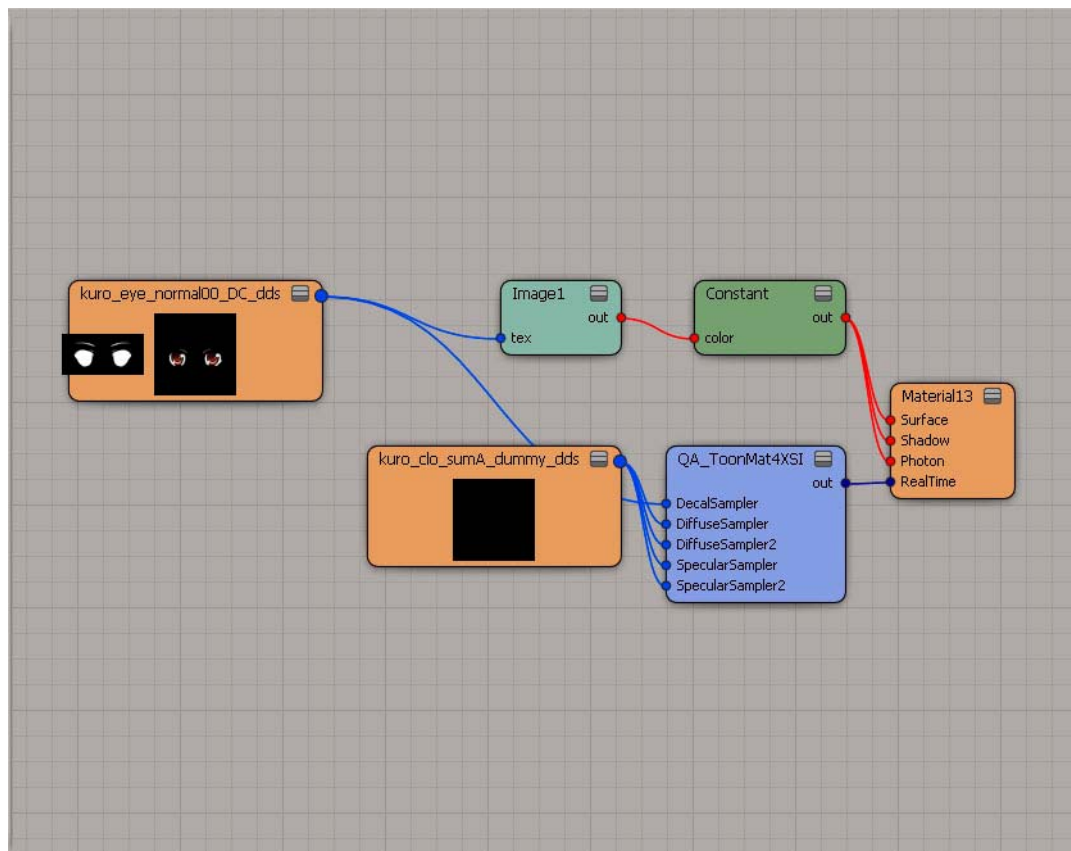 kuro_eye_normal00_DC_dds
Image1
out
tex
Constant
out
color
Material13
Surface
Shadow
Photon
RealTime
kuro_clo_sumA_dummy_dds
QA_ToonMat4XSI
out
DecalSampler
DiffuseSampler
DiffuseSampler2
SpecularSampler
SpecularSampler2